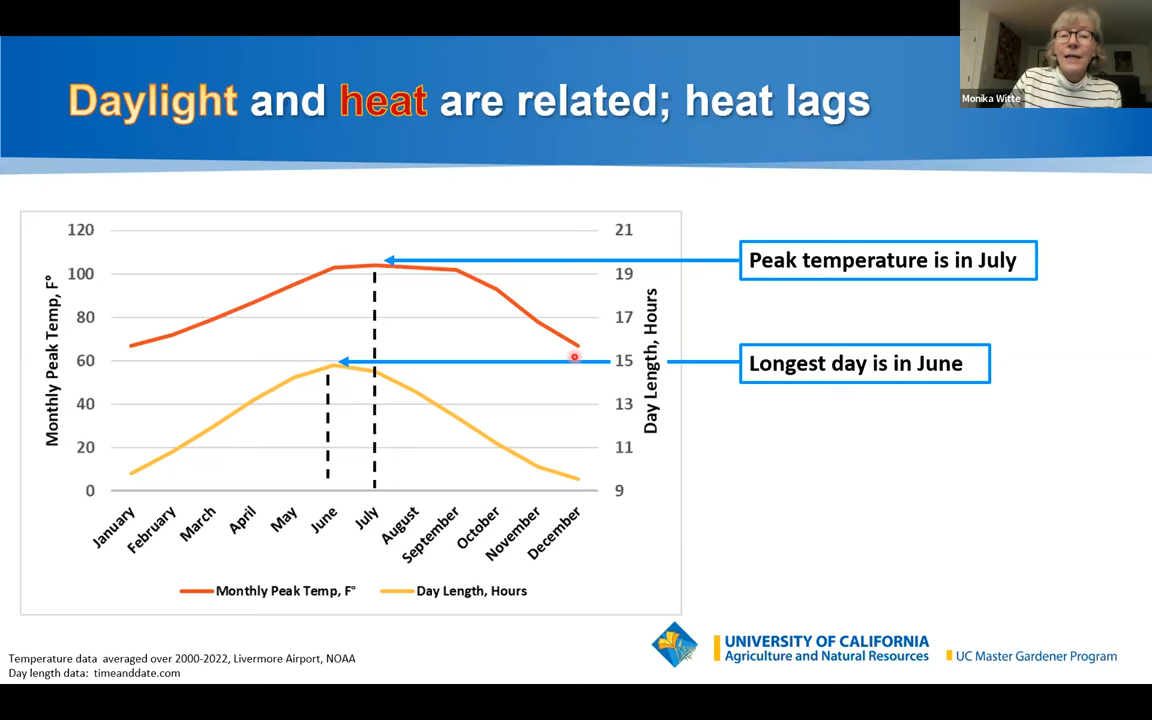 Daylight and heat are related; heat lags
Monika Witte
120
100
80
60
40
20
0
Monthly Peak Temp, F°
21
19
17
15
13
11
9
Day Length, Hours
January
February
March
April
May
June
July
August
September
October
November
December
Monthly Peak Temp, F°
Day Length, Hours
Peak temperature is in July
Longest day is in June
Temperature data averaged over 2000-2022, Livermore Airport, NOAA
Day length data: timeanddate.com
UNIVERSITY OF CALIFORNIA
Agriculture and Natural Resources
UC Master Gardener Program